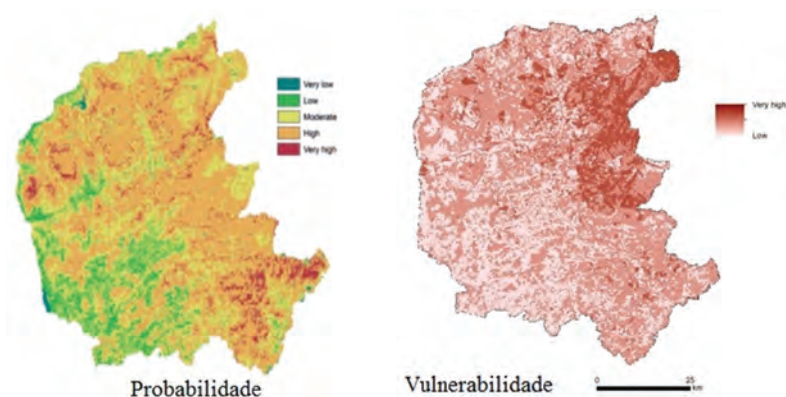 Very low
Low
Moderate
High
Very high
Probabilidade
Very high
Low
Vulnerabilidade
0 25
km